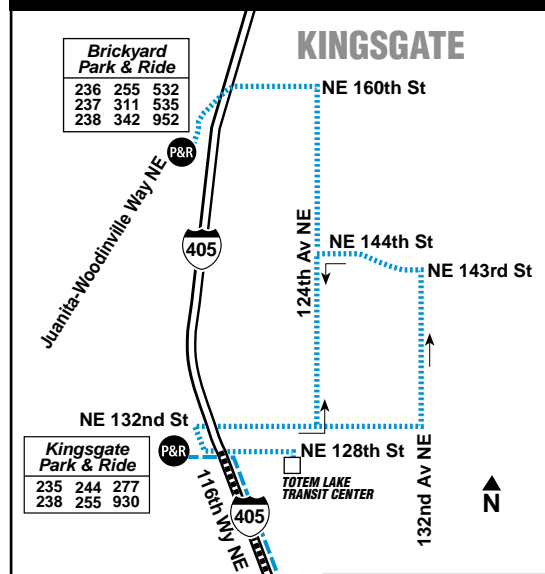 KINGSGATE
Brickyard
Park & Ride
236 255 532
237 311 535
238 342 952
NE 160th St
P&R
Juanita-Woodinville Way NE
405
124th Av NE
NE 144th St
NE 143rd St
NE 132nd St
Kingsgate
Park & Ride
235 244 277
238 255 930
P&R
NE 128th St
TOTEM LAKE
TRANSIT CENTER
116th Wy NE
405
132nd Av NE
N